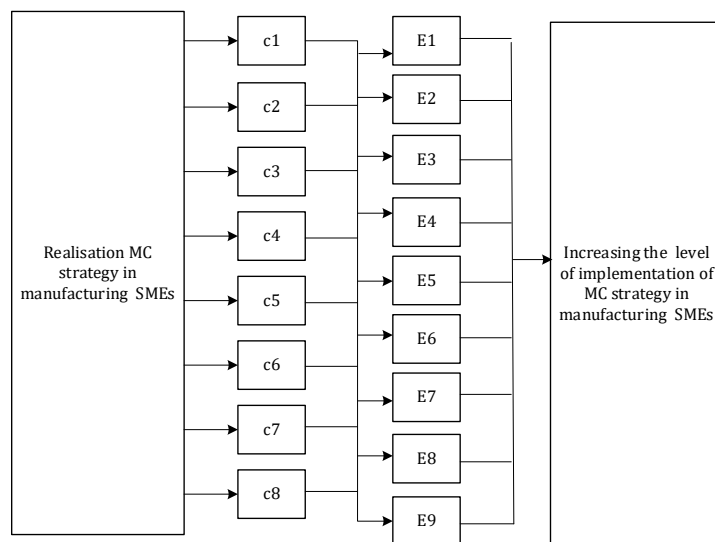 Realisation MC
strategy in
manufacturing SMEs
c1
c2
c3
c4
c5
c6
c7
c8
E1
E2
E3
E4
E5
E6
E7
E8
E9
Increasing the level
of implementation of
MC strategy in
manufacturing SMEs